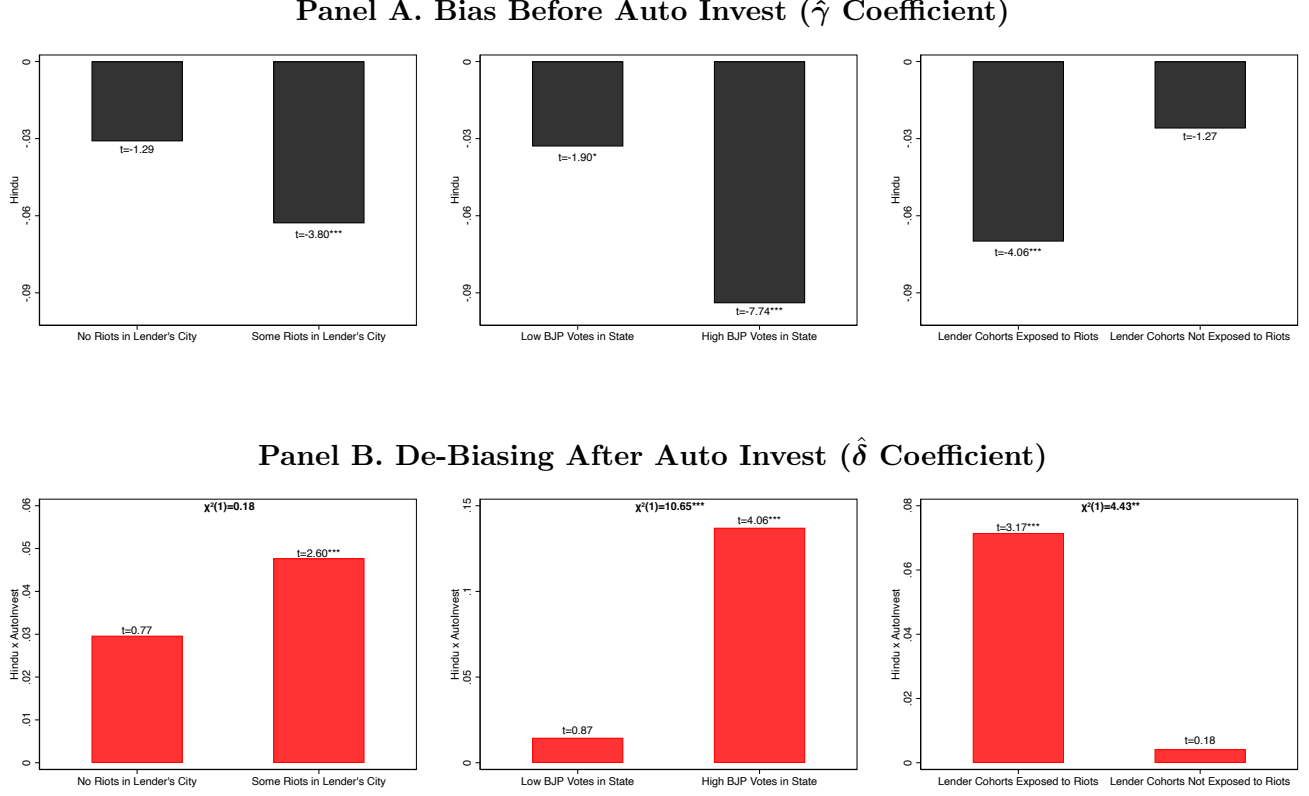 Panel A. Bias Before Auto Invest (γ̂ Coefficient)
Hindu
0
-.03
-.06
-.09
t=-1.29
t=-3.80***
No Riots in Lender's City
Some Riots in Lender's City
Hindu
0
-.03
-.06
-.09
t=-1.90*
t=-7.74***
Low BJP Votes in State
High BJP Votes in State
Hindu
0
-.03
-.06
-.09
t=-4.06***
t=-1.27
Lender Cohorts Exposed to Riots
Lender Cohorts Not Exposed to Riots
Panel B. De-Biasing After Auto Invest (δ̂ Coefficient)
χ²(1)=0.18
Hindu x AutoInvest
.06
.05
.04
.03
.02
.01
0
t=0.77
t=2.60***
No Riots in Lender's City
Some Riots in Lender's City
χ²(1)=10.65***
Hindu x AutoInvest
.15
.1
.05
0
t=0.87
t=4.06***
Low BJP Votes in State
High BJP Votes in State
χ²(1)=4.43**
Hindu x AutoInvest
.08
.06
.04
.02
0
t=3.17***
t=0.18
Lender Cohorts Exposed to Riots
Lender Cohorts Not Exposed to Riots